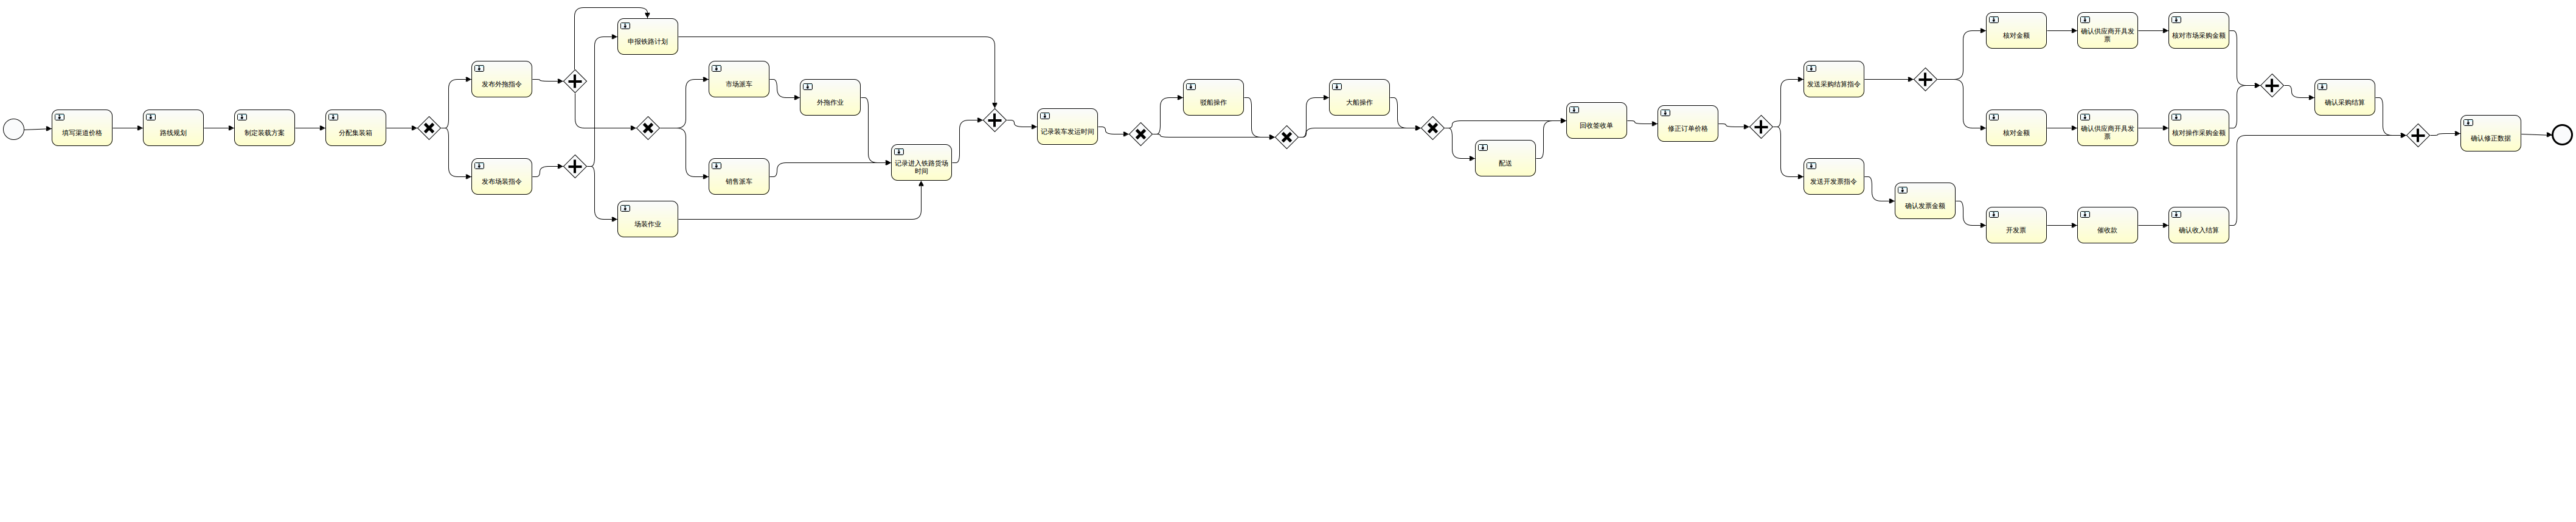 填写渠道价格
路线规划
制定装载方案
分配集装箱
发布外拖指令
发布场装指令
申报铁路计划
场装作业
市场派车
销售派车
外拖作业
记录进入铁路货场
时间
记录装车发运时间
驳船操作
大船操作
配送
回收签收单
修正订单价格
发送采购结算指令
发送开发票指令
确认发票金额
核对金额
确认供应商开具发
票
核对市场采购金额
核对金额
确认供应商开具发
票
核对操作采购金额
开发票
催收款
确认收入结算
确认采购结算
确认修正数据